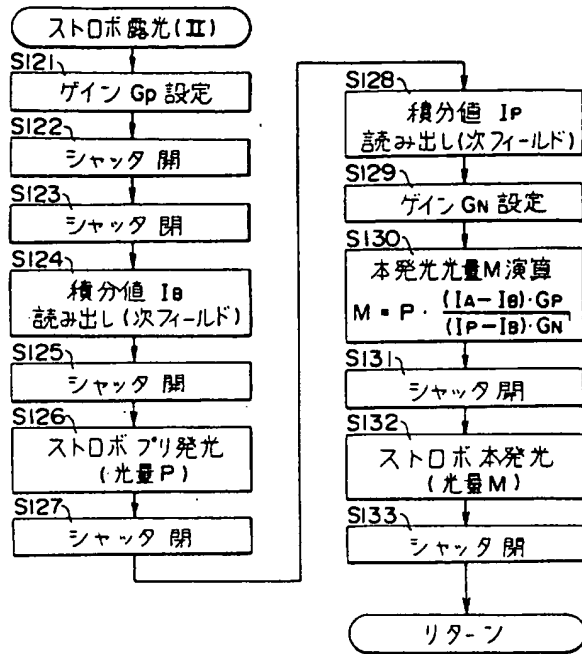 ストロボ露光(II)
S121
ゲイン GP 設定
S122
シャッタ 開
S123
シャッタ 閉
S124
積分値 IB
読み出し(次フィールド)
S125
シャッタ 開
S126
ストロボ プリ発光
(光量P)
S127
シャッタ 閉
S128
積分値 IP
読み出し(次フィールド)
S129
ゲイン GN 設定
S130
本発光光量M演算
M = P · (IA-IB)·GP / (IP-IB)·GN
S131
シャッタ 開
S132
ストロボ 本発光
(光量M)
S133
シャッタ 閉
リターン